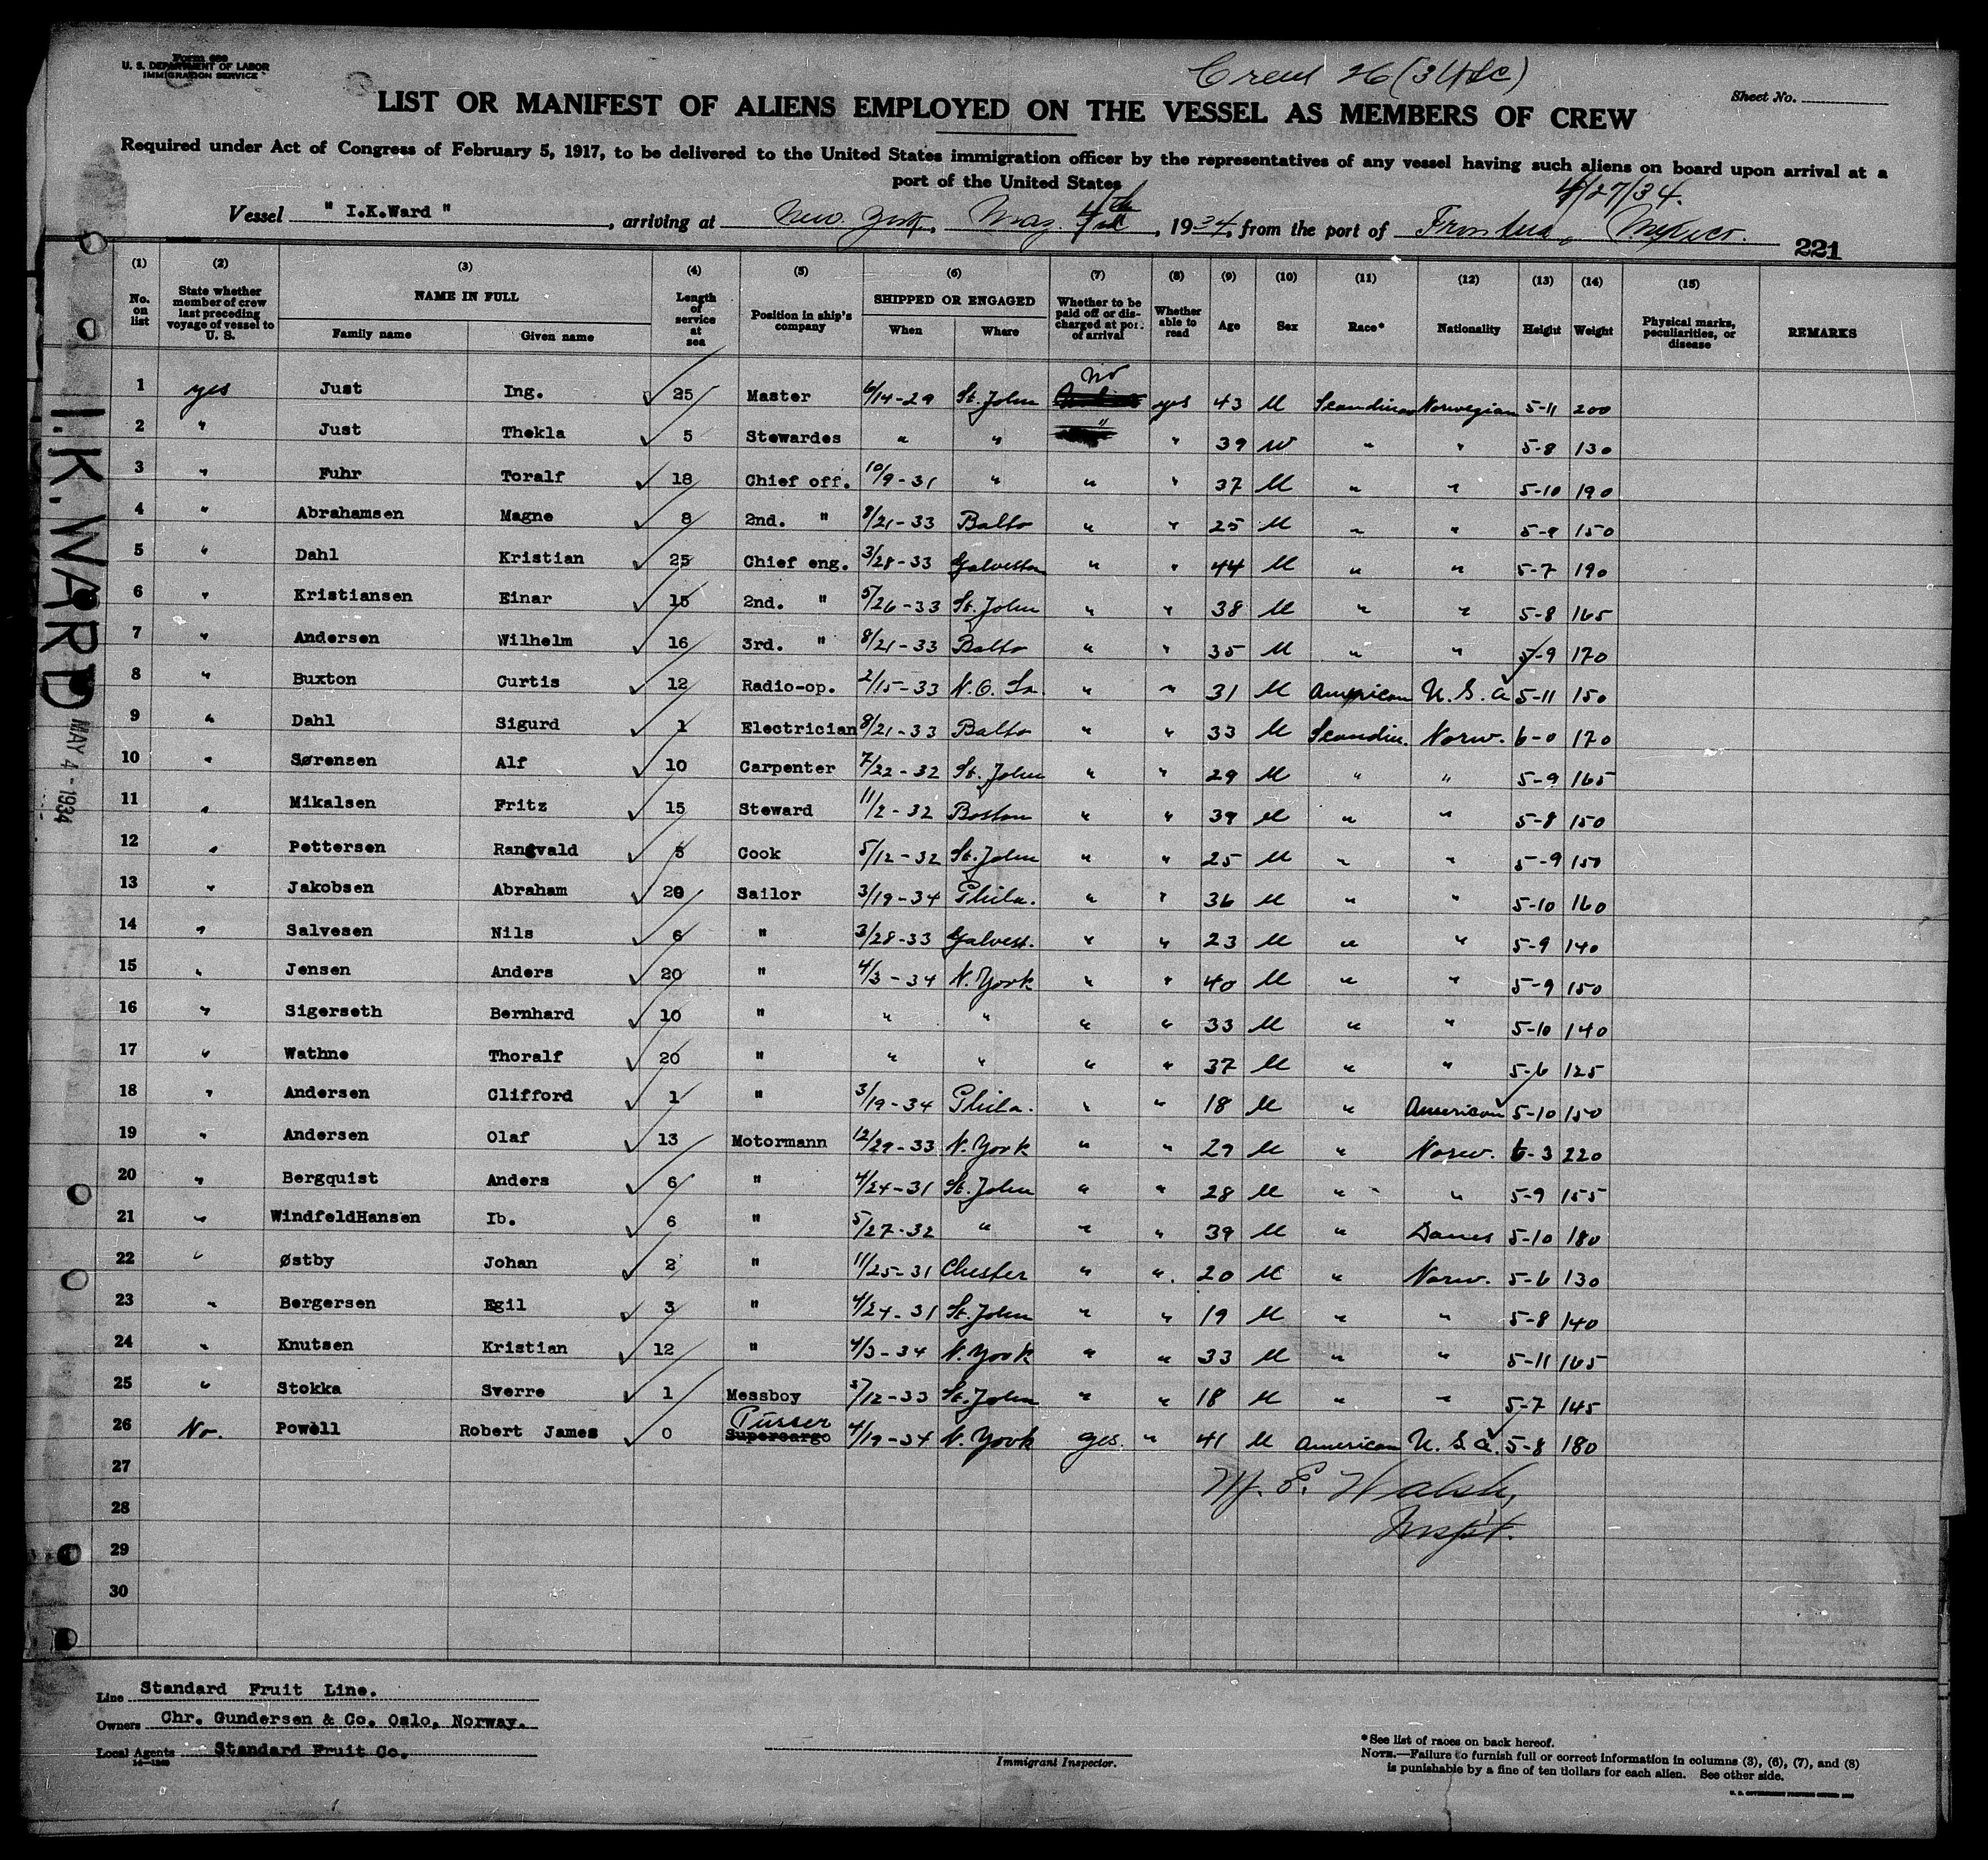 Form 689
U. S. DEPARTMENT OF LABOR
IMMIGRATION SERVICE
Crew 26 (3 USC)
Sheet No.
LIST OR MANIFEST OF ALIENS EMPLOYED ON THE VESSEL AS MEMBERS OF CREW
Required under Act of Congress of February 5, 1917, to be delivered to the United States immigration officer by the representatives of any vessel having such aliens on board upon arrival at a
port of the United States
4/27/34.
Vessel " I.K.Ward ", arriving at New York, May 4th, 1934, from the port of Frontera, Mexico.
221
(1) (2) (3) (4) (5) (6) (7) (8) (9) (10) (11) (12) (13) (14) (15)
No. on list | State whether member of crew last preceding voyage of vessel to U. S. | NAME IN FULL Family name | Given name | Length of service at sea | Position in ship's company | SHIPPED OR ENGAGED When | Where | Whether to be paid off or discharged at port of arrival | Whether able to read | Age | Sex | Race* | Nationality | Height | Weight | Physical marks, peculiarities, or disease | REMARKS
1 yes Just Ing. 25 Master 6/14-29 St. John No yes 43 M Scandinav Norwegian 5-11 200
2 " Just Thekla 5 Stewardes " " " " 39 W " " 5-8 130
3 " Fuhr Toralf 18 Chief off. 10/9-31 " " " 37 M " " 5-10 190
4 " Abrahamsen Magne 8 2nd. " 8/21-33 Balto " " 25 M " " 5-9 150
5 " Dahl Kristian 25 Chief eng. 3/28-33 Galveston " " 44 M " " 5-7 190
6 " Kristiansen Einar 15 2nd. " 5/26-33 St. John " " 38 M " " 5-8 165
7 " Andersen Wilhelm 16 3rd. " 8/21-33 Balto " " 35 M " " 5-9 170
8 " Buxton Curtis 12 Radio-op. 2/15-33 N.O. La. " " 31 M American U.S.A 5-11 150
9 " Dahl Sigurd 1 Electrician 8/21-33 Balto " " 33 M Scandin. Norw. 6-0 170
10 " Sørensen Alf 10 Carpenter 7/22-32 St. John " " 29 M " " 5-9 165
11 " Mikalsen Fritz 15 Steward 11/2-32 Boston " " 39 M " " 5-8 150
12 " Pettersen Rangvald 5 Cook 5/12-32 St. John " " 25 M " " 5-9 150
13 " Jakobsen Abraham 20 Sailor 3/19-34 Phila. " " 36 M " " 5-10 160
14 " Salvesen Nils 6 " 3/28-33 Galvest. " " 23 M " " 5-9 140
15 " Jensen Anders 20 " 4/3-34 N. York " " 40 M " " 5-9 150
16 " Sigerseth Bernhard 10 " " " " " 33 M " " 5-10 140
17 " Wathne Thoralf 20 " " " " " 37 M " " 5-6 125
18 " Andersen Clifford 1 " 3/19-34 Phila. " " 18 M " American 5-10 150
19 " Andersen Olaf 13 Motormann 12/29-33 N. York " " 29 M " Norw. 6-3 220
20 " Bergquist Anders 6 " 4/24-31 St. John " " 28 M " " 5-9 155
21 " WindfeldHansen Ib. 6 " 5/27-32 " " " 39 M " Danes 5-10 180
22 " Østby Johan 2 " 11/25-31 Chester " " 20 M " Norw. 5-6 130
23 " Bergersen Egil 3 " 4/24-31 St. John " " 19 M " " 5-8 140
24 " Knutsen Kristian 12 " 4/3-34 N. York " " 33 M " " 5-11 165
25 " Stokka Sverre 1 Messboy 5/12-33 St. John " " 18 M " " 5-7 145
26 No. Powell Robert James 0 Supercargo Purser 4/19-34 N. York yes. " 41 M American U.S.A. 5-8 180
27
28
29
30
W. E. Walsh,
Inspt.
I.K.WARD
MAY 4 - 1934
Line Standard Fruit Line.
Owners Chr. Gundersen & Co. Oslo, Norway.
Local Agents Standard Fruit Co.
Immigrant Inspector.
*See list of races on back hereof.
NOTE.—Failure to furnish full or correct information in columns (3), (6), (7), and (8)
is punishable by a fine of ten dollars for each alien. See other side.